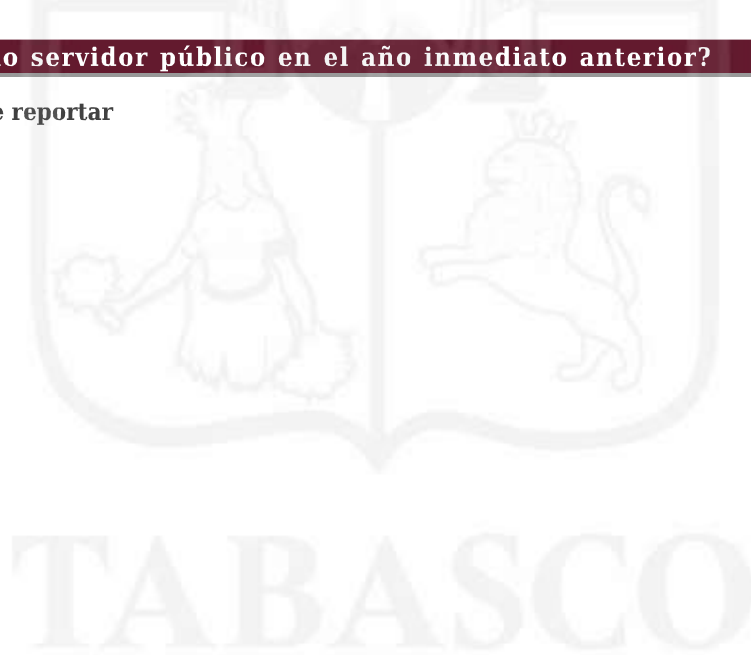 o servidor público en el año inmediato anterior?
e reportar
TABASCO